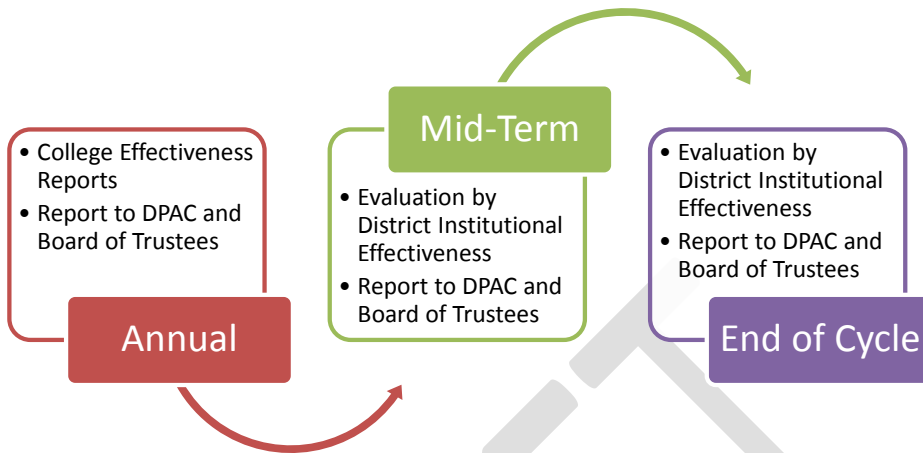 • College Effectiveness
Reports
• Report to DPAC and
Board of Trustees
Annual
Mid-Term
• Evaluation by
District Institutional
Effectiveness
• Report to DPAC and
Board of Trustees
• Evaluation by
District Institutional
Effectiveness
• Report to DPAC and
Board of Trustees
End of Cycle